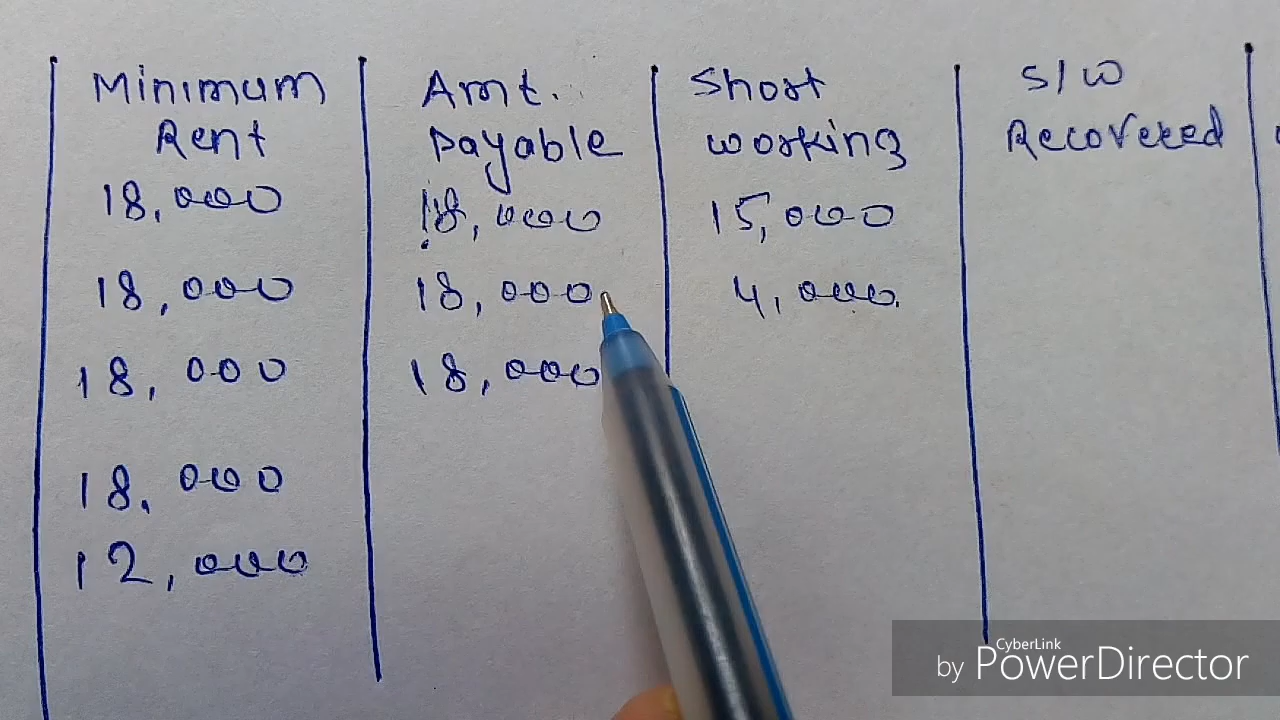 Minimum Rent
Amt. payable
Short working
S/W Recovered
18,000
18,000
15,000
18,000
18,000
4,000
18,000
18,000
18,000
12,000
CyberLink
by PowerDirector